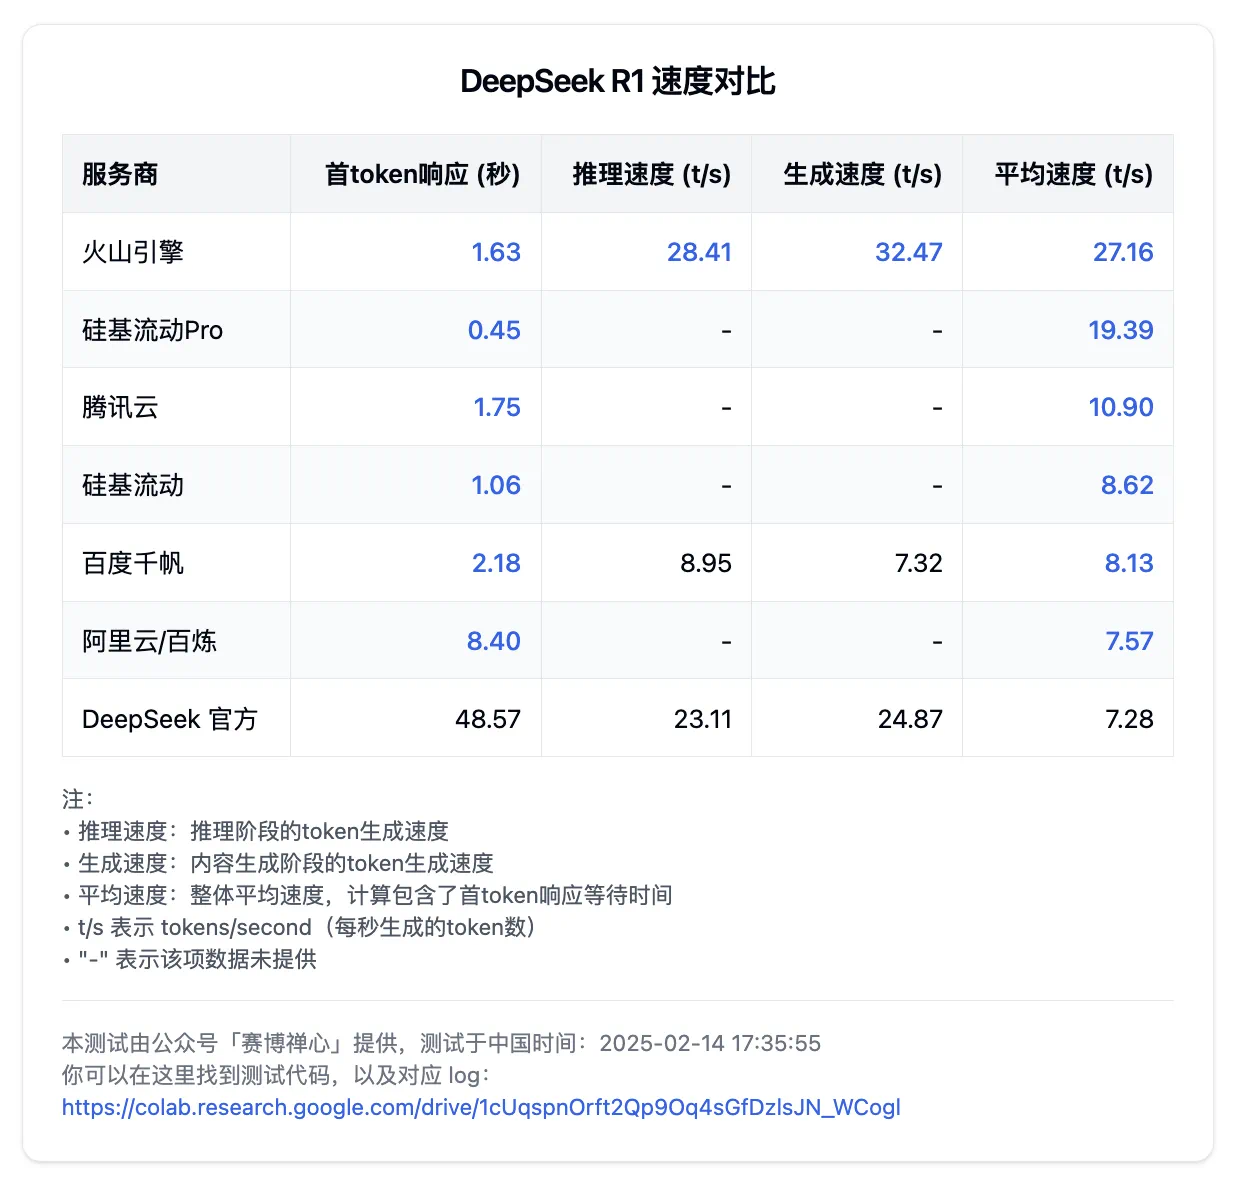 DeepSeek R1 速度对比
服务商 首token响应 (秒) 推理速度 (t/s) 生成速度 (t/s) 平均速度 (t/s)
火山引擎 1.63 28.41 32.47 27.16
硅基流动Pro 0.45 - - 19.39
腾讯云 1.75 - - 10.90
硅基流动 1.06 - - 8.62
百度千帆 2.18 8.95 7.32 8.13
阿里云/百炼 8.40 - - 7.57
DeepSeek 官方 48.57 23.11 24.87 7.28
注：
• 推理速度：推理阶段的token生成速度
• 生成速度：内容生成阶段的token生成速度
• 平均速度：整体平均速度，计算包含了首token响应等待时间
• t/s 表示 tokens/second（每秒生成的token数）
• "-" 表示该项数据未提供
本测试由公众号「赛博禅心」提供，测试于中国时间：2025-02-14 17:35:55
你可以在这里找到测试代码，以及对应 log：
https://colab.research.google.com/drive/1cUqspnOrft2Qp9Oq4sGfDzlsJN_WCogl